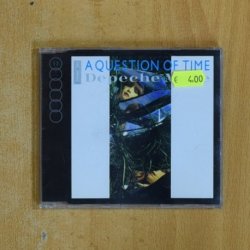 A QUESTION OF TIME
Depeche
€ 4.00